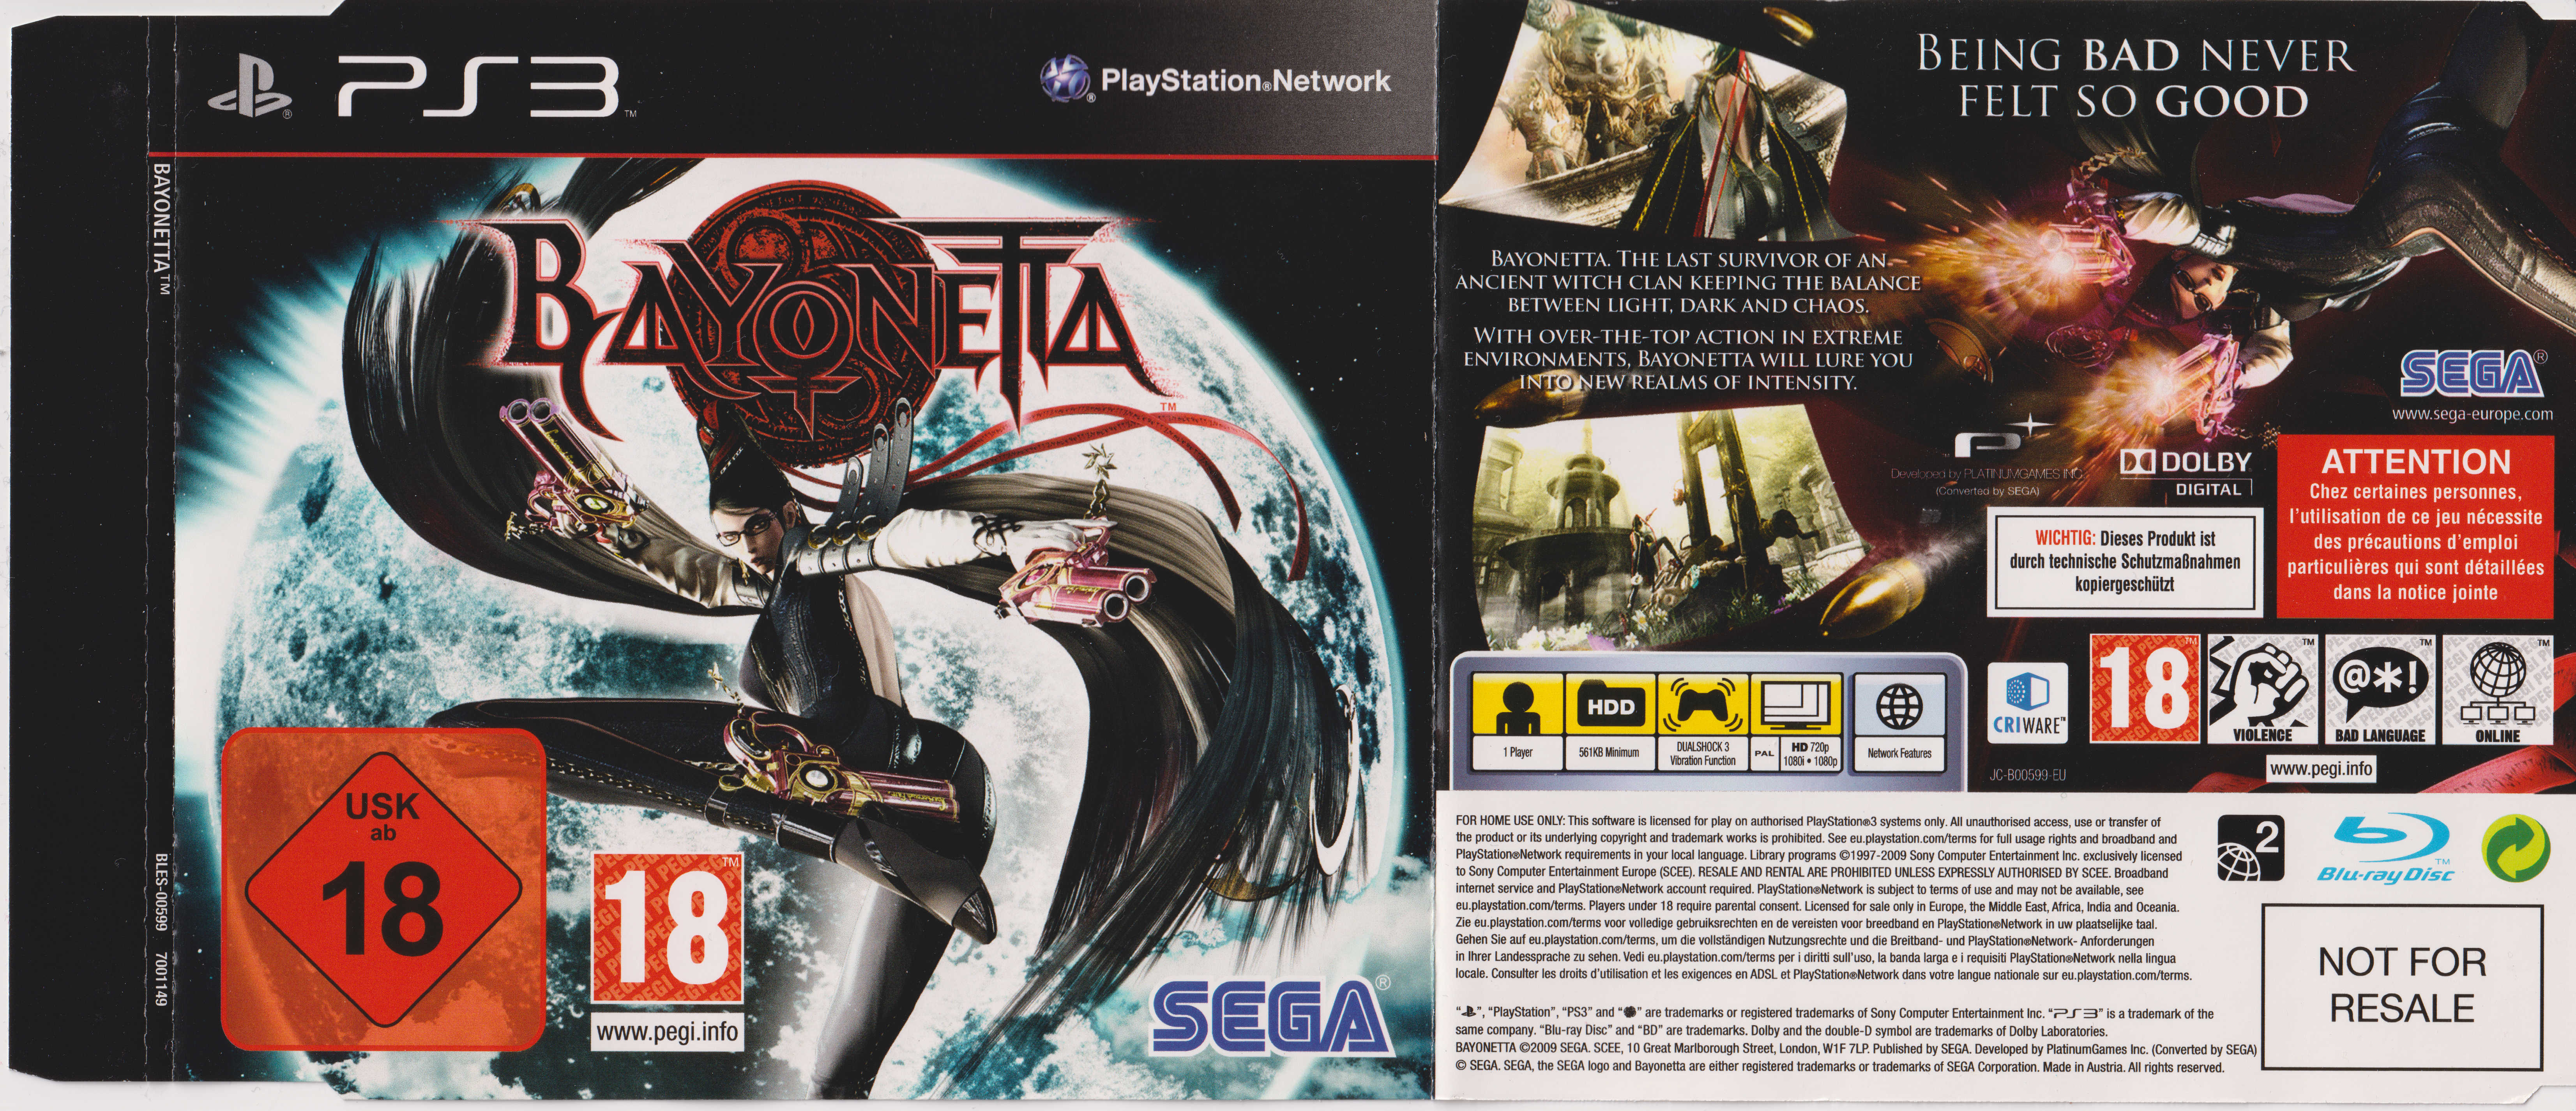 BAYONETTA™
BLES-00599 7001149
PS3™
PlayStation®Network
BAYONETTA
™
USK
ab
18
18
™
www.pegi.info
SEGA®
BEING BAD NEVER
FELT SO GOOD
BAYONETTA. THE LAST SURVIVOR OF AN
ANCIENT WITCH CLAN KEEPING THE BALANCE
BETWEEN LIGHT, DARK AND CHAOS.
WITH OVER-THE-TOP ACTION IN EXTREME
ENVIRONMENTS, BAYONETTA WILL LURE YOU
INTO NEW REALMS OF INTENSITY.
SEGA®
www.sega-europe.com
Developed by PLATINUMGAMES INC.
(Converted by SEGA)
DOLBY
DIGITAL
WICHTIG: Dieses Produkt ist
durch technische Schutzmaßnahmen
kopiergeschützt
ATTENTION
Chez certaines personnes,
l'utilisation de ce jeu nécessite
des précautions d'emploi
particulières qui sont détaillées
dans la notice jointe
HDD
1 Player
561KB Minimum
DUALSHOCK 3
Vibration Function
PAL
HD 720p
1080i • 1080p
Network Features
CRIWARE™
JC-B00599-EU
18
™
VIOLENCE
@*!
BAD LANGUAGE
ONLINE
www.pegi.info
FOR HOME USE ONLY: This software is licensed for play on authorised PlayStation®3 systems only. All unauthorised access, use or transfer of
the product or its underlying copyright and trademark works is prohibited. See eu.playstation.com/terms for full usage rights and broadband and
PlayStation®Network requirements in your local language. Library programs ©1997-2009 Sony Computer Entertainment Inc. exclusively licensed
to Sony Computer Entertainment Europe (SCEE). RESALE AND RENTAL ARE PROHIBITED UNLESS EXPRESSLY AUTHORISED BY SCEE. Broadband
internet service and PlayStation®Network account required. PlayStation®Network is subject to terms of use and may not be available, see
eu.playstation.com/terms. Players under 18 require parental consent. Licensed for sale only in Europe, the Middle East, Africa, India and Oceania.
Zie eu.playstation.com/terms voor volledige gebruiksrechten en de vereisten voor breedband en PlayStation®Network in uw plaatselijke taal.
Gehen Sie auf eu.playstation.com/terms, um die vollständigen Nutzungsrechte und die Breitband- und PlayStation®Network- Anforderungen
in Ihrer Landessprache zu sehen. Vedi eu.playstation.com/terms per i diritti sull'uso, la banda larga e i requisiti PlayStation®Network nella lingua
locale. Consulter les droits d'utilisation et les exigences en ADSL et PlayStation®Network dans votre langue nationale sur eu.playstation.com/terms.
" ", "PlayStation", "PS3" and " " are trademarks or registered trademarks of Sony Computer Entertainment Inc. "PS3" is a trademark of the
same company. "Blu-ray Disc" and "BD" are trademarks. Dolby and the double-D symbol are trademarks of Dolby Laboratories.
BAYONETTA ©2009 SEGA. SCEE, 10 Great Marlborough Street, London, W1F 7LP. Published by SEGA. Developed by PlatinumGames Inc. (Converted by SEGA)
© SEGA. SEGA, the SEGA logo and Bayonetta are either registered trademarks or trademarks of SEGA Corporation. Made in Austria. All rights reserved.
2
Blu-ray Disc™
NOT FOR
RESALE